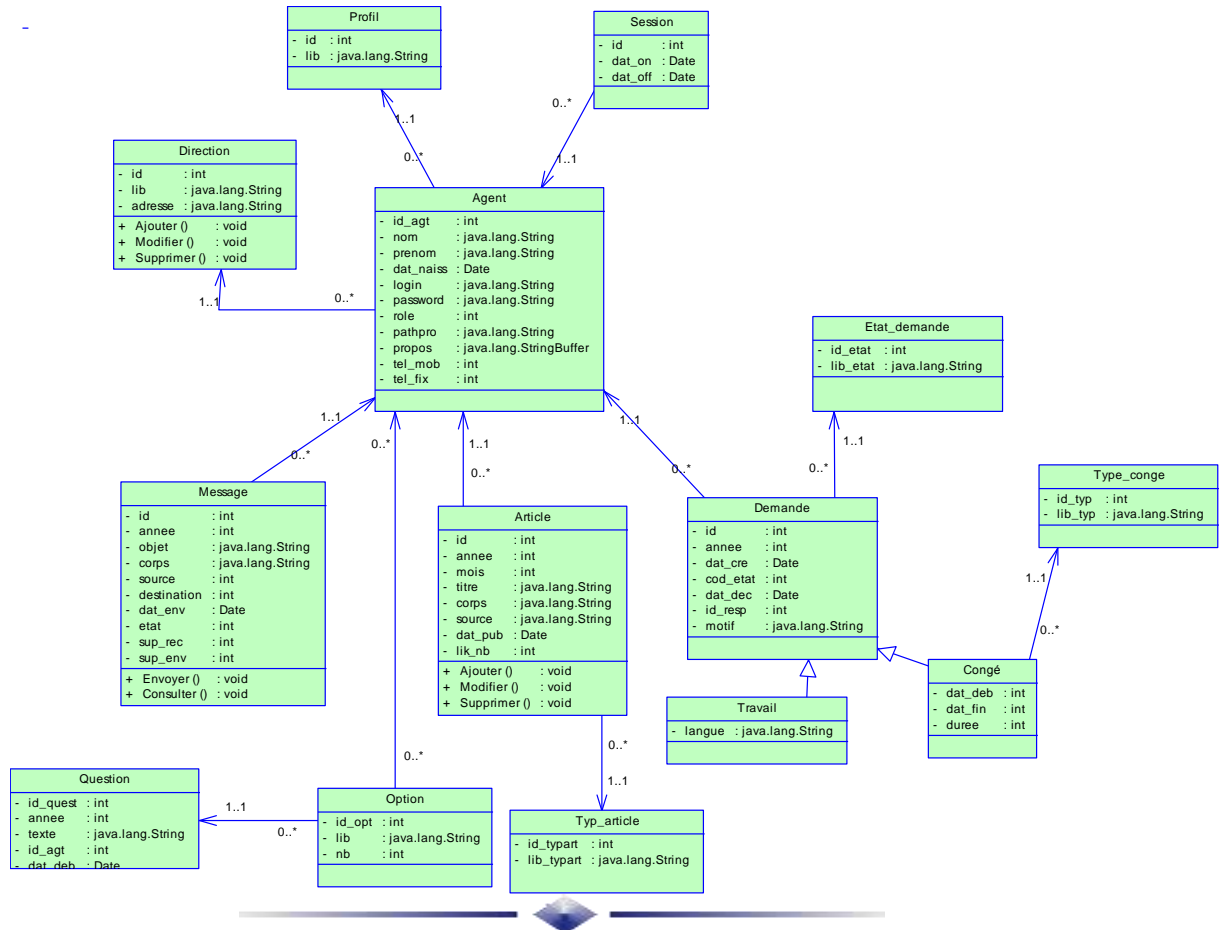 Profil
- id : int
- lib : java.lang.String
Session
- id : int
- dat_on : Date
- dat_off : Date
0..*
1..1
1..1
0..*
Direction
- id : int
- lib : java.lang.String
- adresse : java.lang.String
+ Ajouter () : void
+ Modifier () : void
+ Supprimer () : void
1..1
0..*
Agent
- id_agt : int
- nom : java.lang.String
- prenom : java.lang.String
- dat_naiss : Date
- login : java.lang.String
- password : java.lang.String
- role : int
- pathpro : java.lang.String
- propos : java.lang.StringBuffer
- tel_mob : int
- tel_fix : int
Etat_demande
- id_etat : int
- lib_etat : java.lang.String
1..1
0..*
0..*
0..*
1..1
0..*
1..1
0..*
1..1
0..*
Message
- id : int
- annee : int
- objet : java.lang.String
- corps : java.lang.String
- source : int
- destination : int
- dat_env : Date
- etat : int
- sup_rec : int
- sup_env : int
+ Envoyer () : void
+ Consulter () : void
Article
- id : int
- annee : int
- mois : int
- titre : java.lang.String
- corps : java.lang.String
- source : java.lang.String
- dat_pub : Date
- lik_nb : int
+ Ajouter () : void
+ Modifier () : void
+ Supprimer () : void
Demande
- id : int
- annee : int
- dat_cre : Date
- cod_etat : int
- dat_dec : Date
- id_resp : int
- motif : java.lang.String
Type_conge
- id_typ : int
- lib_typ : java.lang.String
1..1
0..*
Congé
- dat_deb : int
- dat_fin : int
- duree : int
Travail
- langue : java.lang.String
0..*
1..1
Question
- id_quest : int
- annee : int
- texte : java.lang.String
- id_agt : int
- dat_deb : Date
1..1
0..*
Option
- id_opt : int
- lib : java.lang.String
- nb : int
Typ_article
- id_typart : int
- lib_typart : java.lang.String